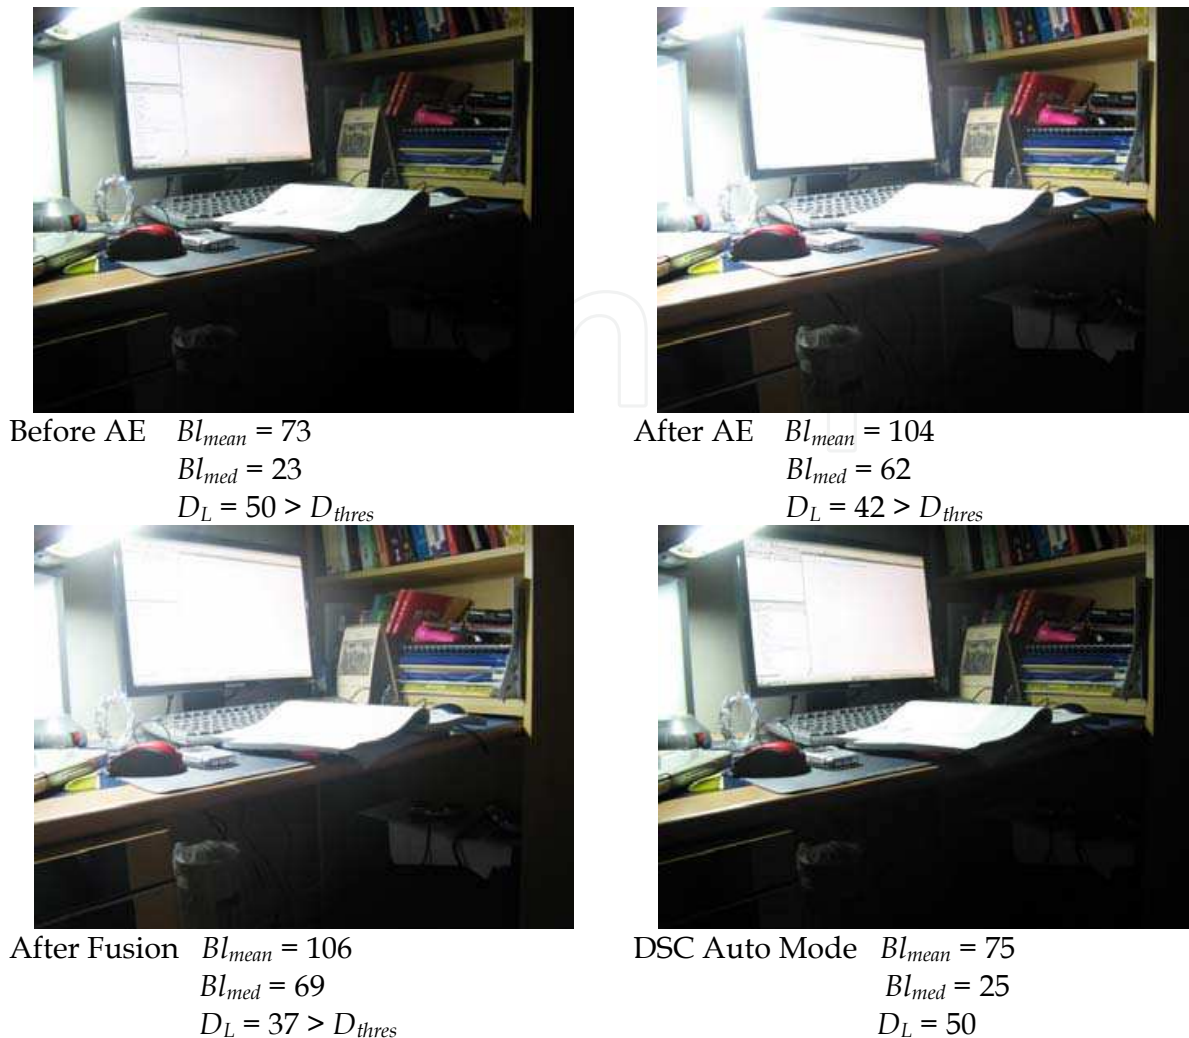 Before AE Bl_mean = 73
Bl_med = 23
D_L = 50 > D_thres
After AE Bl_mean = 104
Bl_med = 62
D_L = 42 > D_thres
After Fusion Bl_mean = 106
Bl_med = 69
D_L = 37 > D_thres
DSC Auto Mode Bl_mean = 75
Bl_med = 25
D_L = 50